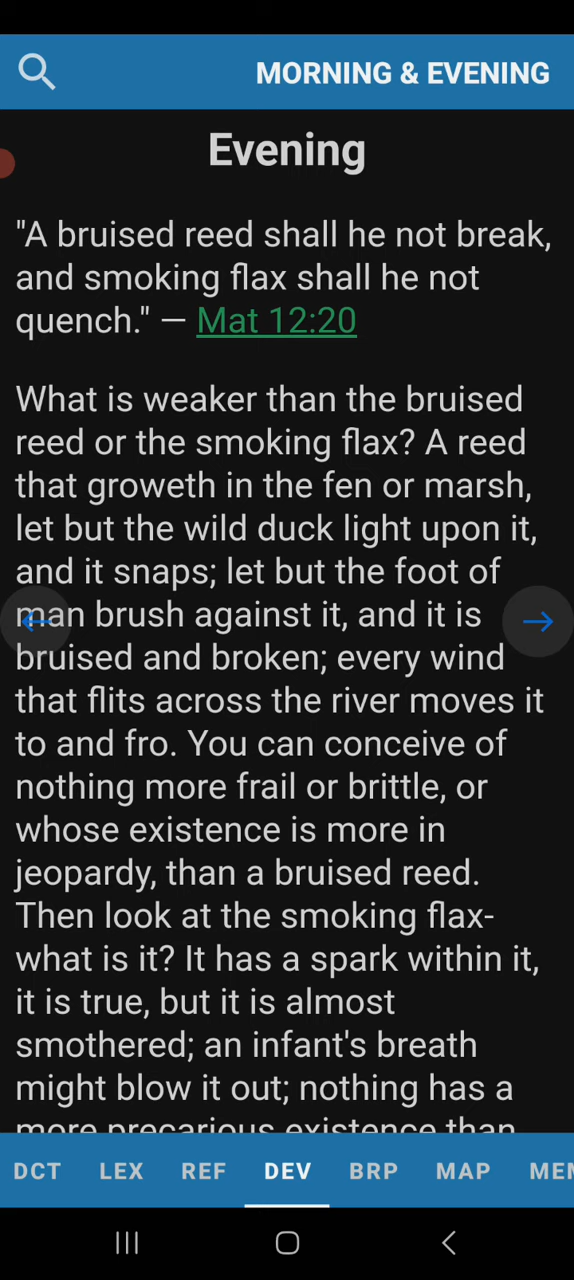 MORNING & EVENING
Evening
"A bruised reed shall he not break,
and smoking flax shall he not
quench." — Mat 12:20
What is weaker than the bruised
reed or the smoking flax? A reed
that groweth in the fen or marsh,
let but the wild duck light upon it,
and it snaps; let but the foot of
man brush against it, and it is
bruised and broken; every wind
that flits across the river moves it
to and fro. You can conceive of
nothing more frail or brittle, or
whose existence is more in
jeopardy, than a bruised reed.
Then look at the smoking flax-
what is it? It has a spark within it,
it is true, but it is almost
smothered; an infant's breath
might blow it out; nothing has a
more precarious existence than
DCT LEX REF DEV BRP MAP MEM